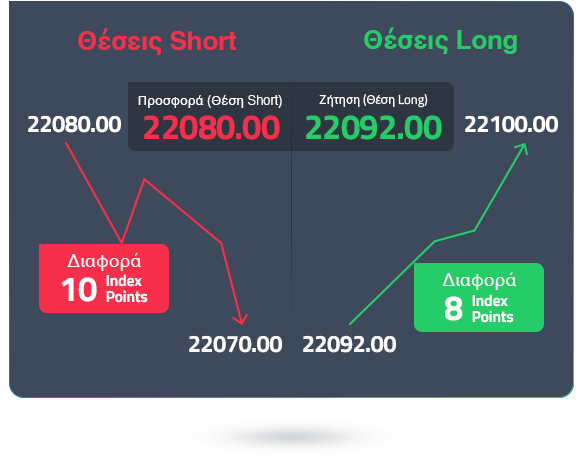 Θέσεις Short
Θέσεις Long
Προσφορά (Θέση Short)
Ζήτηση (Θέση Long)
22080.00
22080.00
22092.00
22100.00
Διαφορά
10 Index
Points
Διαφορά
8 Index
Points
22070.00
22092.00